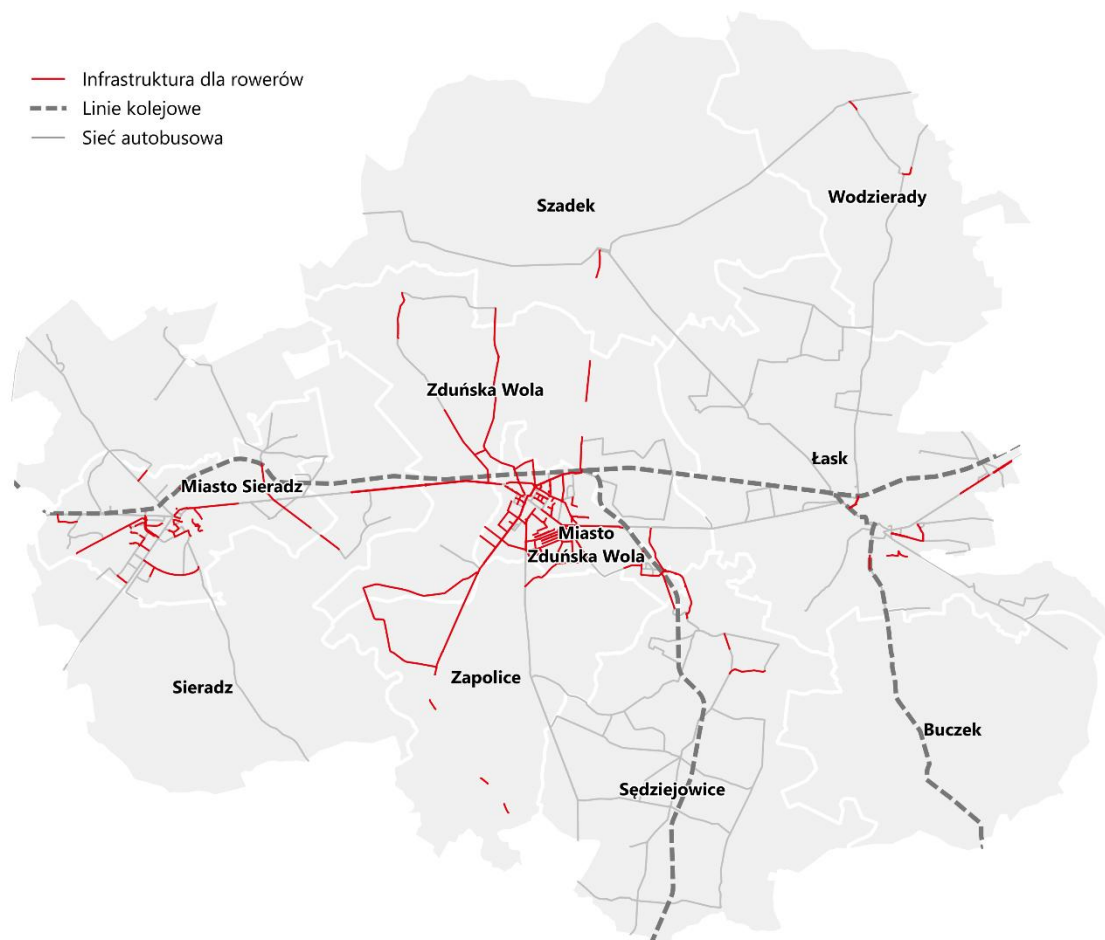 Infrastruktura dla rowerów
Linie kolejowe
Sieć autobusowa
Szadek
Wodzierady
Zduńska Wola
Łask
Miasto Sieradz
Miasto
Zduńska Wola
Zapolice
Sieradz
Buczek
Sędziejowice